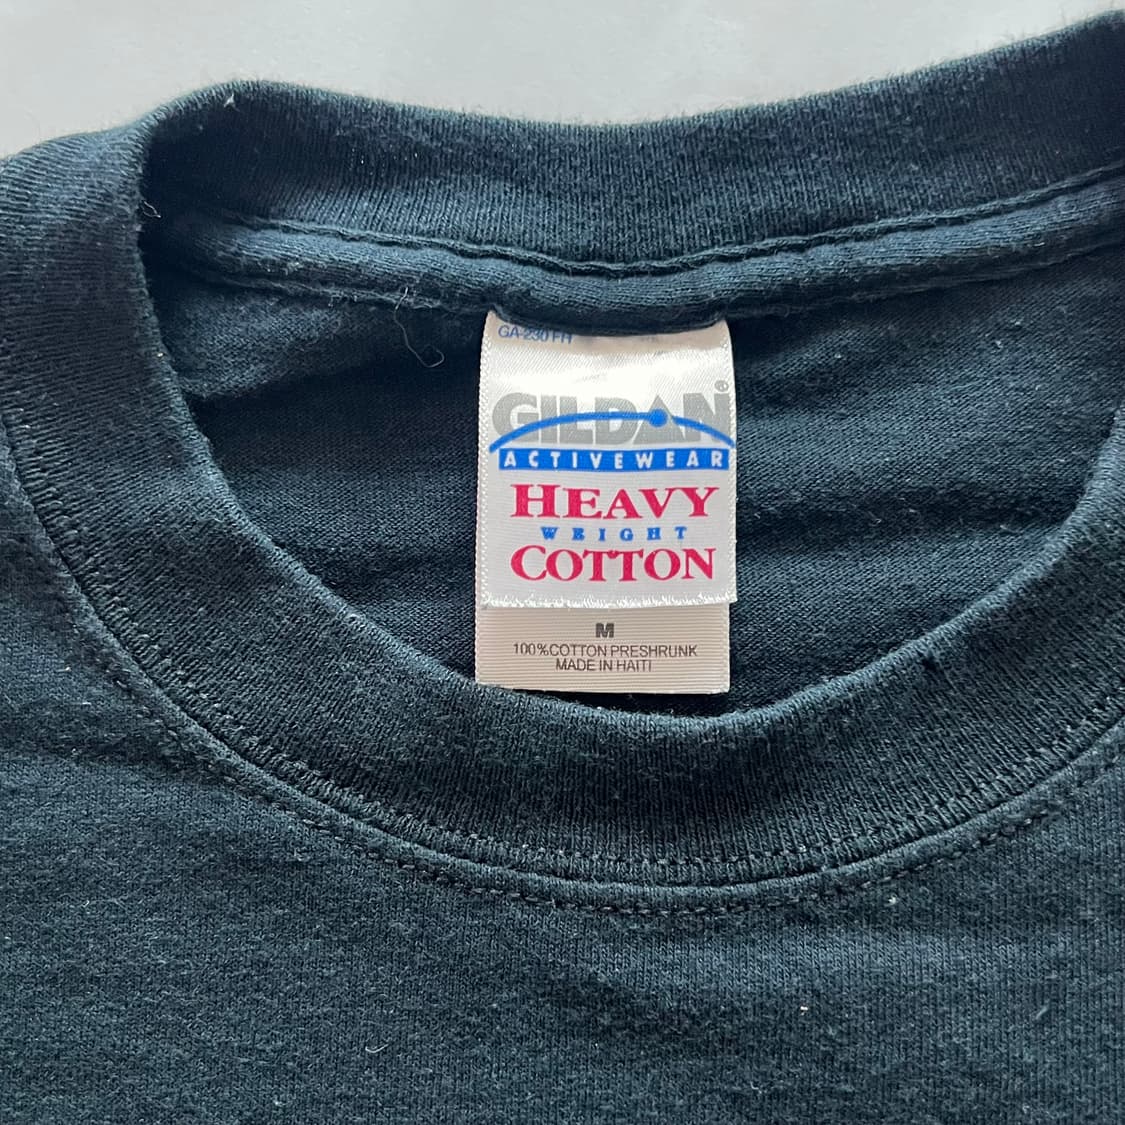 GA-230 FH
GILDAN®
ACTIVEWEAR
HEAVY
WEIGHT
COTTON
M
100%COTTON PRESHRUNK
MADE IN HAITI